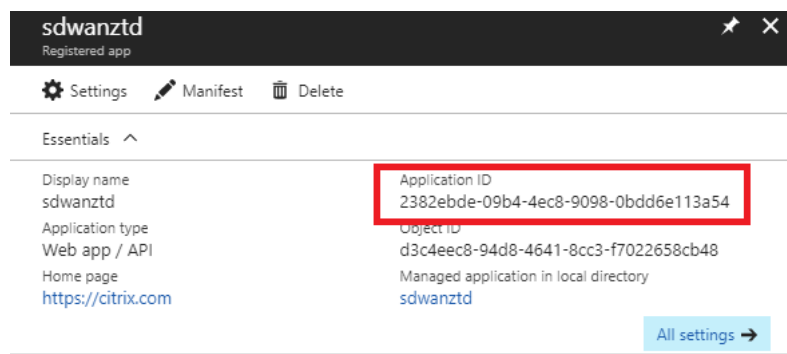 sdwanztd
Registered app
Settings Manifest Delete
Essentials
Display name
sdwanztd
Application type
Web app / API
Home page
https://citrix.com
Application ID
2382ebde-09b4-4ec8-9098-0bdd6e113a54
Object ID
d3c4eec8-94d8-4641-8cc3-f7022658cb48
Managed application in local directory
sdwanztd
All settings